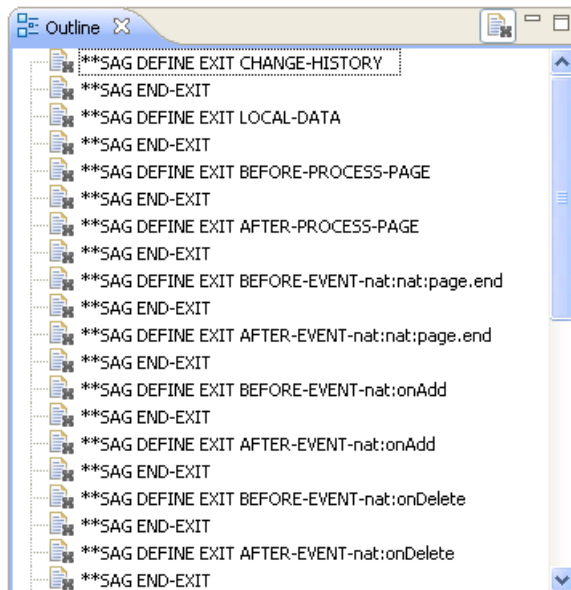 Outline
**SAG DEFINE EXIT CHANGE-HISTORY
**SAG END-EXIT
**SAG DEFINE EXIT LOCAL-DATA
**SAG END-EXIT
**SAG DEFINE EXIT BEFORE-PROCESS-PAGE
**SAG END-EXIT
**SAG DEFINE EXIT AFTER-PROCESS-PAGE
**SAG END-EXIT
**SAG DEFINE EXIT BEFORE-EVENT-nat:nat:page.end
**SAG END-EXIT
**SAG DEFINE EXIT AFTER-EVENT-nat:nat:page.end
**SAG END-EXIT
**SAG DEFINE EXIT BEFORE-EVENT-nat:onAdd
**SAG END-EXIT
**SAG DEFINE EXIT AFTER-EVENT-nat:onAdd
**SAG END-EXIT
**SAG DEFINE EXIT BEFORE-EVENT-nat:onDelete
**SAG END-EXIT
**SAG DEFINE EXIT AFTER-EVENT-nat:onDelete
**SAG END-EXIT